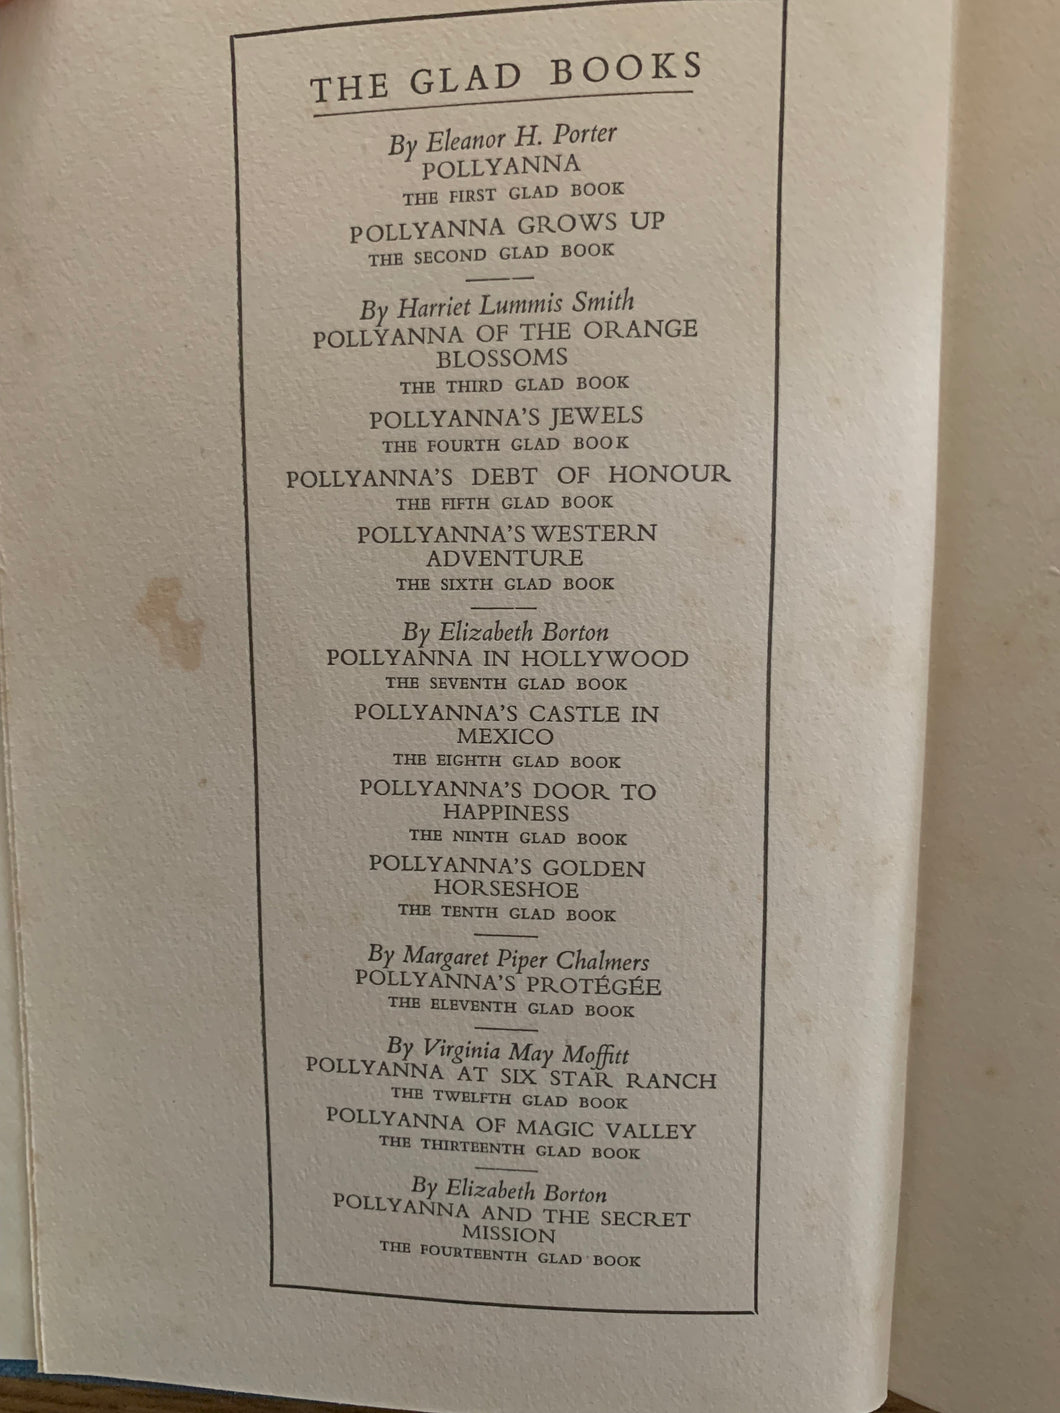 THE GLAD BOOKS
By Eleanor H. Porter
POLLYANNA
THE FIRST GLAD BOOK
POLLYANNA GROWS UP
THE SECOND GLAD BOOK
By Harriet Lummis Smith
POLLYANNA OF THE ORANGE
BLOSSOMS
THE THIRD GLAD BOOK
POLLYANNA'S JEWELS
THE FOURTH GLAD BOOK
POLLYANNA'S DEBT OF HONOUR
THE FIFTH GLAD BOOK
POLLYANNA'S WESTERN
ADVENTURE
THE SIXTH GLAD BOOK
By Elizabeth Borton
POLLYANNA IN HOLLYWOOD
THE SEVENTH GLAD BOOK
POLLYANNA'S CASTLE IN
MEXICO
THE EIGHTH GLAD BOOK
POLLYANNA'S DOOR TO
HAPPINESS
THE NINTH GLAD BOOK
POLLYANNA'S GOLDEN
HORSESHOE
THE TENTH GLAD BOOK
By Margaret Piper Chalmers
POLLYANNA'S PROTÉGÉE
THE ELEVENTH GLAD BOOK
By Virginia May Moffitt
POLLYANNA AT SIX STAR RANCH
THE TWELFTH GLAD BOOK
POLLYANNA OF MAGIC VALLEY
THE THIRTEENTH GLAD BOOK
By Elizabeth Borton
POLLYANNA AND THE SECRET
MISSION
THE FOURTEENTH GLAD BOOK